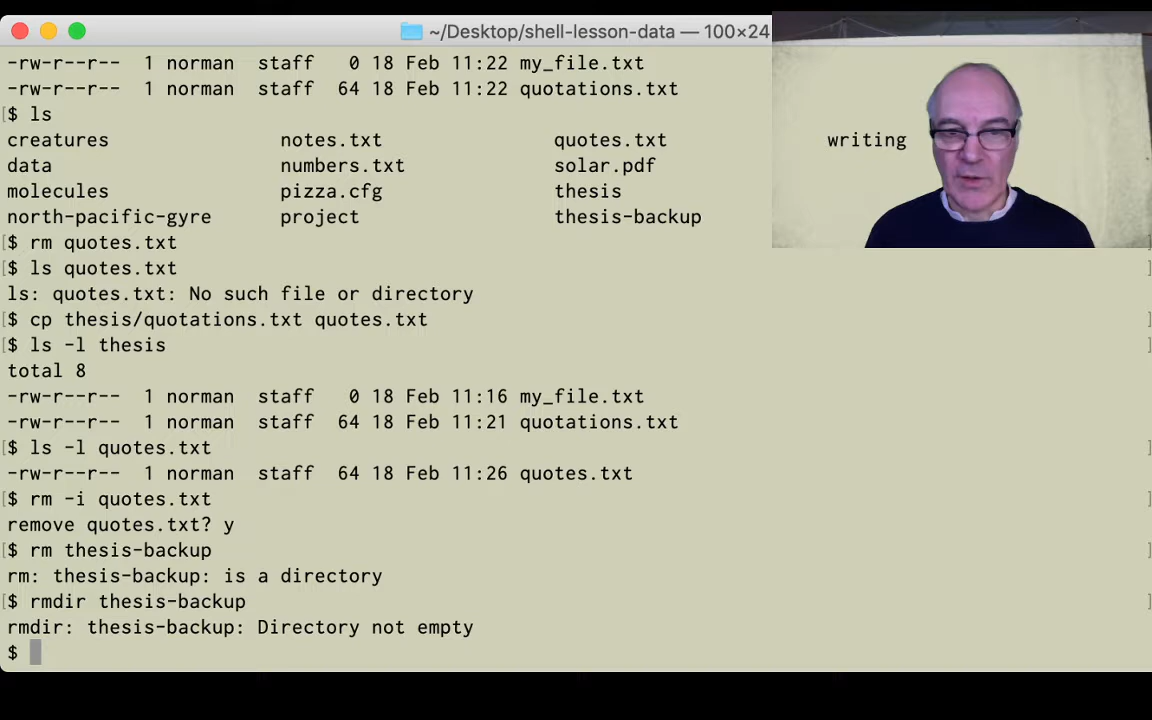 ~/Desktop/shell-lesson-data — 100×24
-rw-r--r--  1 norman  staff   0 18 Feb 11:22 my_file.txt
-rw-r--r--  1 norman  staff  64 18 Feb 11:22 quotations.txt
[$ ls
creatures               notes.txt               quotes.txt              writing
data                    numbers.txt             solar.pdf
molecules               pizza.cfg               thesis
north-pacific-gyre      project                 thesis-backup
[$ rm quotes.txt ]
[$ ls quotes.txt ]
ls: quotes.txt: No such file or directory
[$ cp thesis/quotations.txt quotes.txt ]
[$ ls -l thesis ]
total 8
-rw-r--r--  1 norman  staff   0 18 Feb 11:16 my_file.txt
-rw-r--r--  1 norman  staff  64 18 Feb 11:21 quotations.txt
[$ ls -l quotes.txt ]
-rw-r--r--  1 norman  staff  64 18 Feb 11:26 quotes.txt
[$ rm -i quotes.txt ]
remove quotes.txt? y
[$ rm thesis-backup ]
rm: thesis-backup: is a directory
[$ rmdir thesis-backup ]
rmdir: thesis-backup: Directory not empty
$